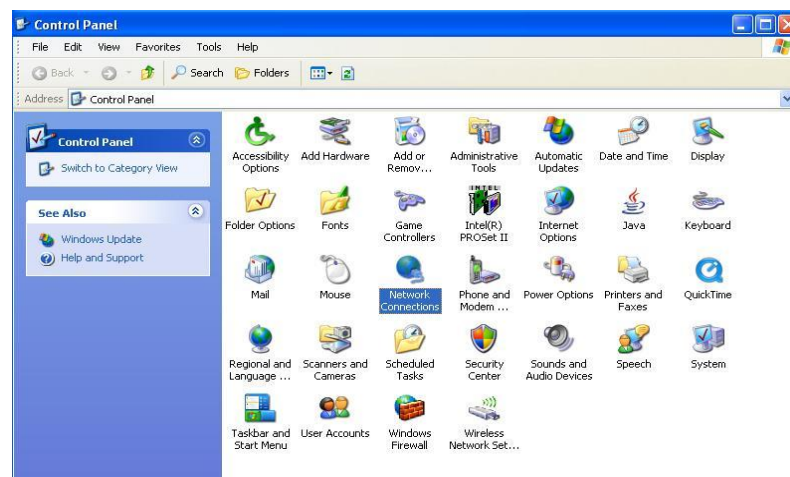 Control Panel
File Edit View Favorites Tools Help
Back Search Folders
Address Control Panel
Control Panel
Switch to Category View
See Also
Windows Update
Help and Support
Accessibility Options
Add Hardware
Add or Remov...
Administrative Tools
Automatic Updates
Date and Time
Display
Folder Options
Fonts
Game Controllers
INTEL
Intel(R) PROSet II
Internet Options
Java
Keyboard
Mail
Mouse
Network Connections
Phone and Modem ...
Power Options
Printers and Faxes
QuickTime
Regional and Language ...
Scanners and Cameras
Scheduled Tasks
Security Center
Sounds and Audio Devices
Speech
System
Taskbar and Start Menu
User Accounts
Windows Firewall
Wireless Network Set...